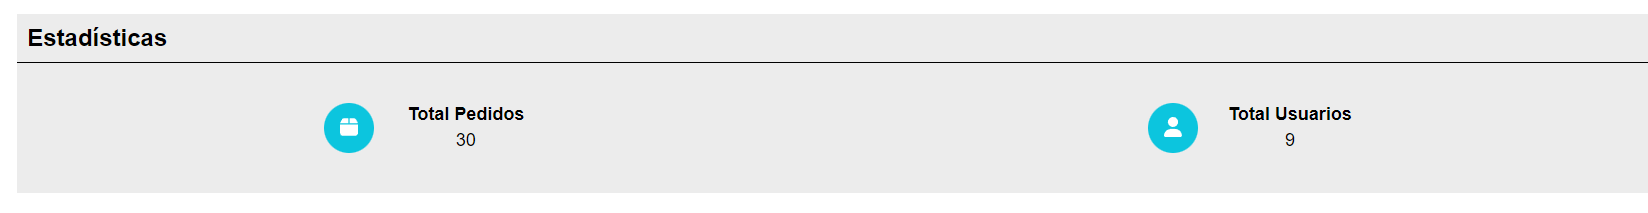 Estadísticas
Total Pedidos
30
Total Usuarios
9